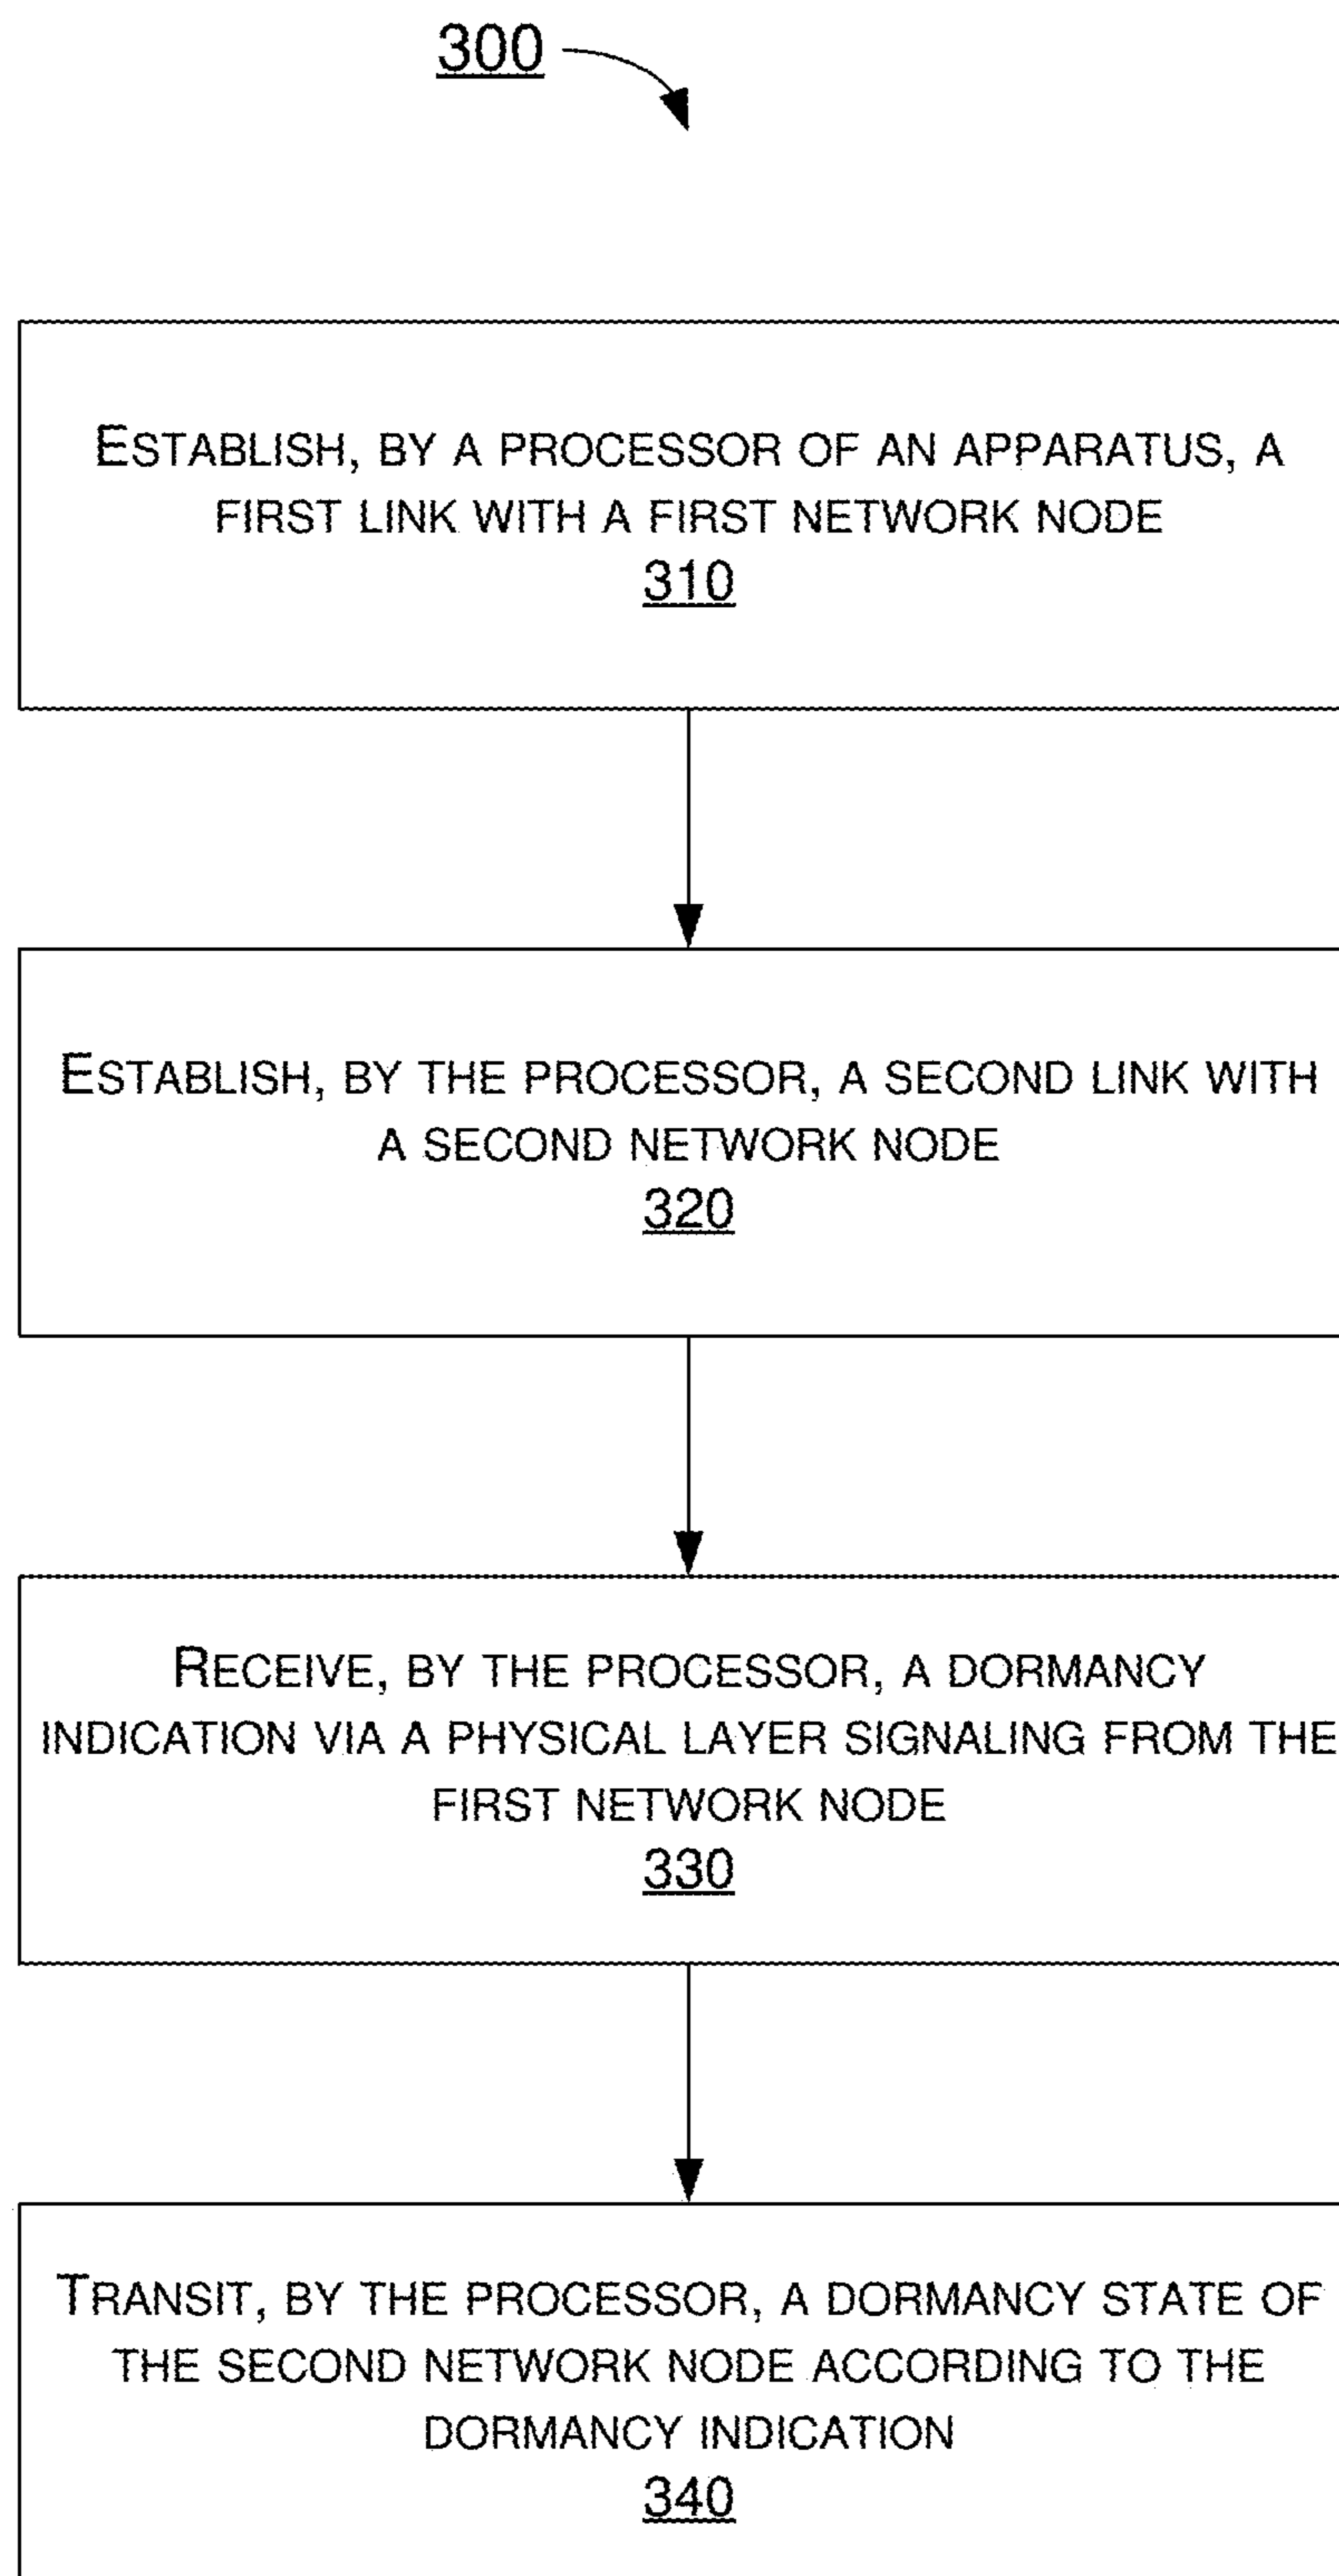 300
ESTABLISH, BY A PROCESSOR OF AN APPARATUS, A
FIRST LINK WITH A FIRST NETWORK NODE
310
ESTABLISH, BY THE PROCESSOR, A SECOND LINK WITH
A SECOND NETWORK NODE
320
RECEIVE, BY THE PROCESSOR, A DORMANCY
INDICATION VIA A PHYSICAL LAYER SIGNALING FROM THE
FIRST NETWORK NODE
330
TRANSIT, BY THE PROCESSOR, A DORMANCY STATE OF
THE SECOND NETWORK NODE ACCORDING TO THE
DORMANCY INDICATION
340